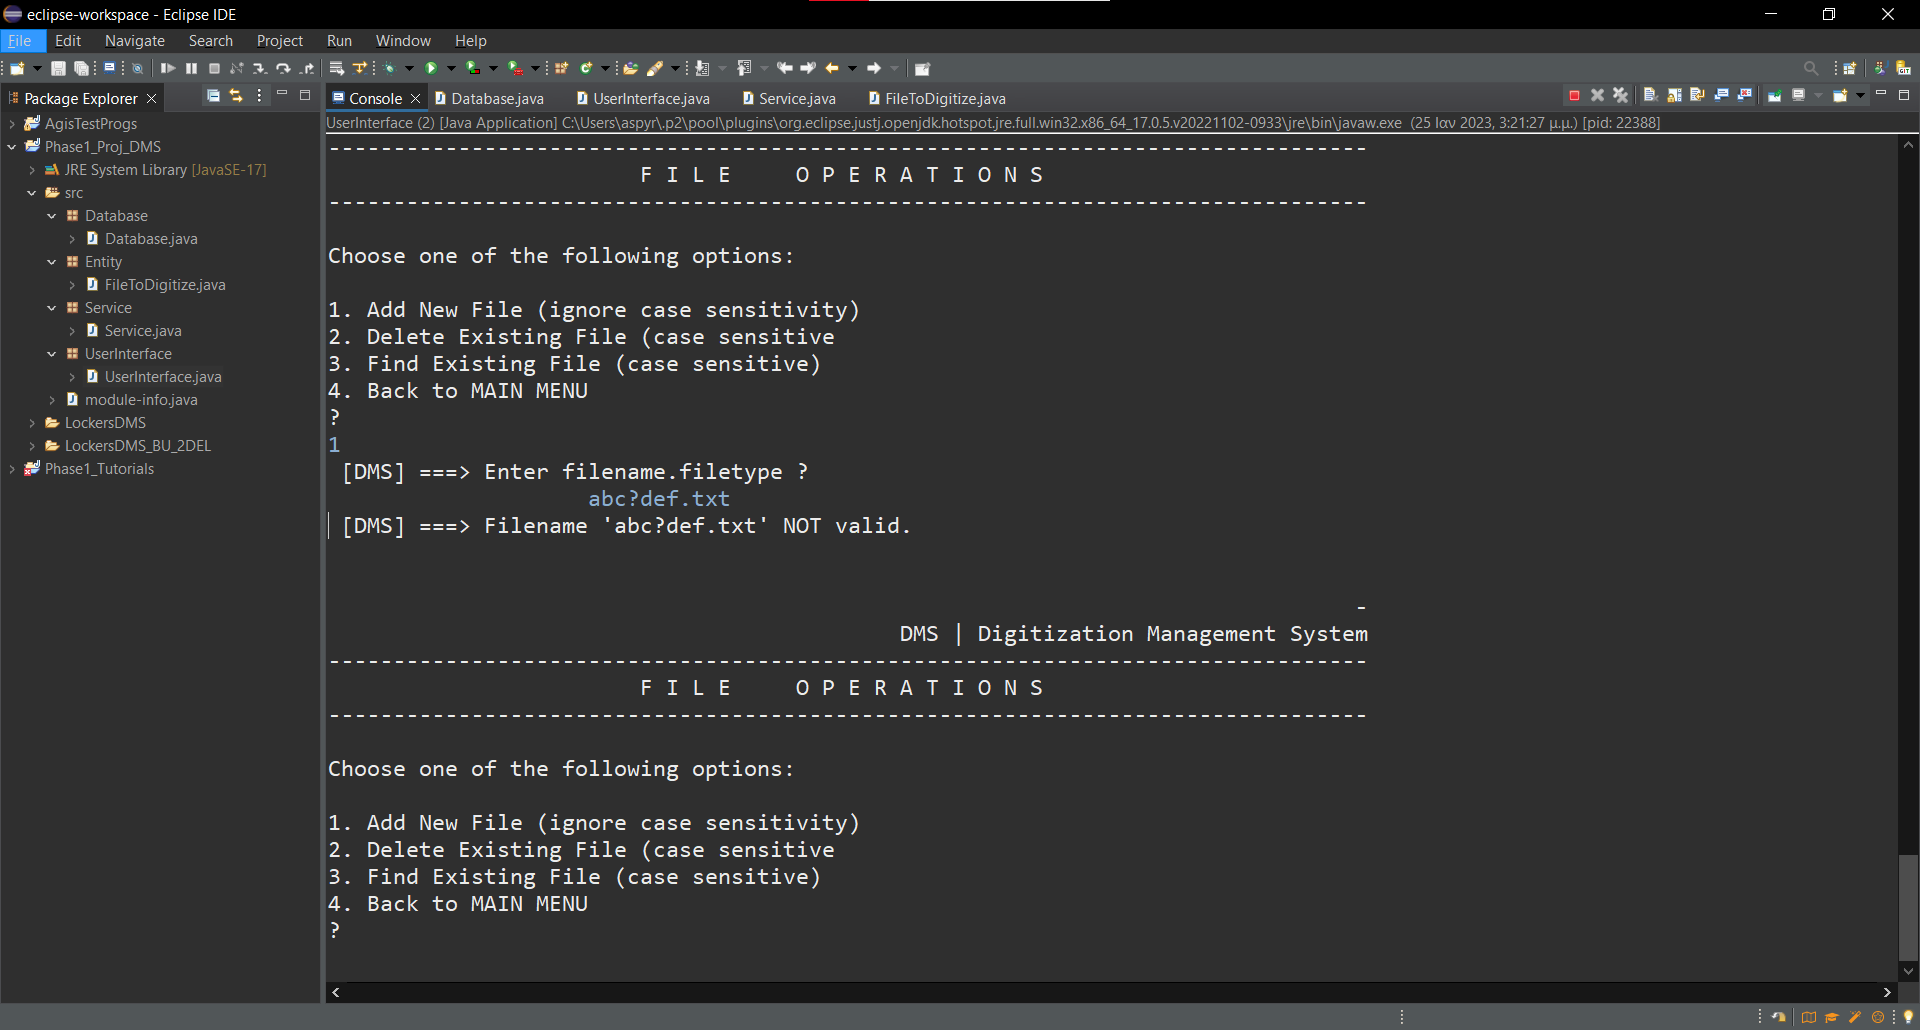 eclipse-workspace - Eclipse IDE
File Edit Navigate Search Project Run Window Help
Package Explorer
Console Database.java UserInterface.java Service.java FileToDigitize.java
UserInterface (2) [Java Application] C:\Users\aspyr\.p2\pool\plugins\org.eclipse.justj.openjdk.hotspot.jre.full.win32.x86_64_17.0.5.v20221102-0933\jre\bin\javaw.exe (25 Ιαν 2023, 3:21:27 μ.μ.) [pid: 22388]
AgisTestProgs
Phase1_Proj_DMS
JRE System Library [JavaSE-17]
src
Database
Database.java
Entity
FileToDigitize.java
Service
Service.java
UserInterface
UserInterface.java
module-info.java
LockersDMS
LockersDMS_BU_2DEL
Phase1_Tutorials
--------------------------------------------------------------------------------
F I L E     O P E R A T I O N S
--------------------------------------------------------------------------------
Choose one of the following options:
1. Add New File (ignore case sensitivity)
2. Delete Existing File (case sensitive
3. Find Existing File (case sensitive)
4. Back to MAIN MENU
?
1
[DMS] ===> Enter filename.filetype ?
abc?def.txt
[DMS] ===> Filename 'abc?def.txt' NOT valid.
-
DMS | Digitization Management System
--------------------------------------------------------------------------------
F I L E     O P E R A T I O N S
--------------------------------------------------------------------------------
Choose one of the following options:
1. Add New File (ignore case sensitivity)
2. Delete Existing File (case sensitive
3. Find Existing File (case sensitive)
4. Back to MAIN MENU
?